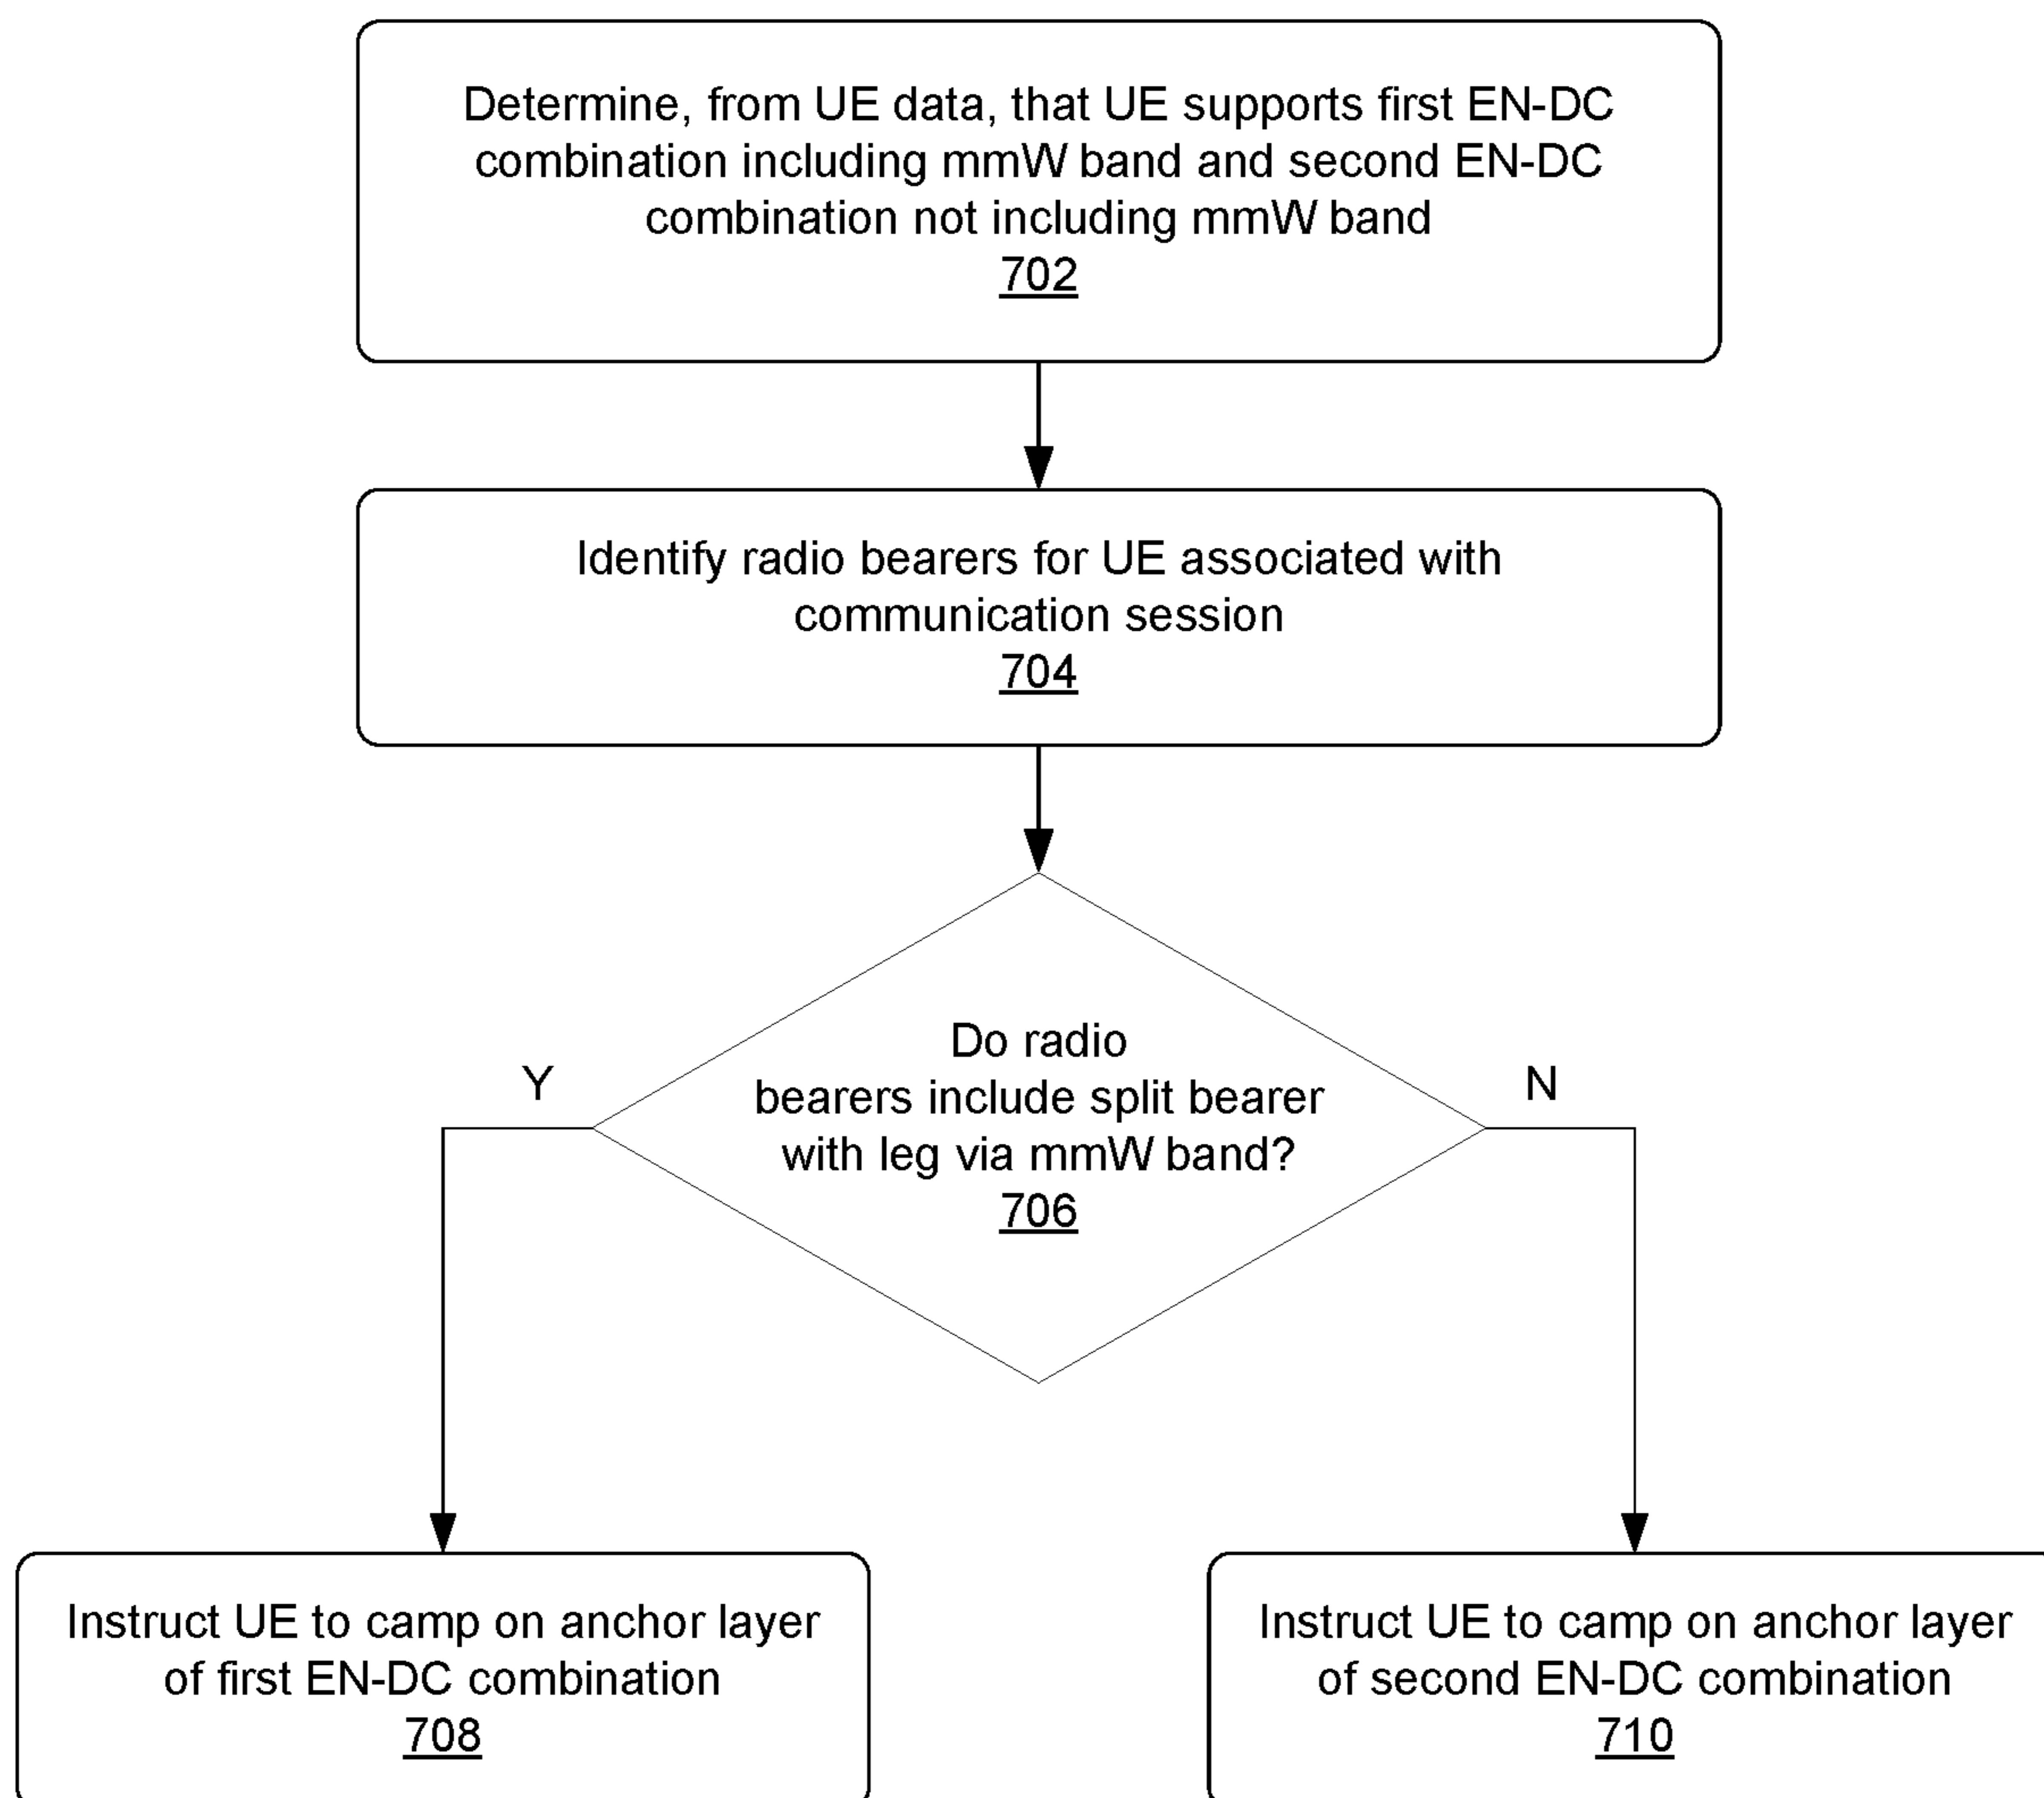 Determine, from UE data, that UE supports first EN-DC
combination including mmW band and second EN-DC
combination not including mmW band
702
Identify radio bearers for UE associated with
communication session
704
Do radio
bearers include split bearer
with leg via mmW band?
706
Y
N
Instruct UE to camp on anchor layer
of first EN-DC combination
708
Instruct UE to camp on anchor layer
of second EN-DC combination
710